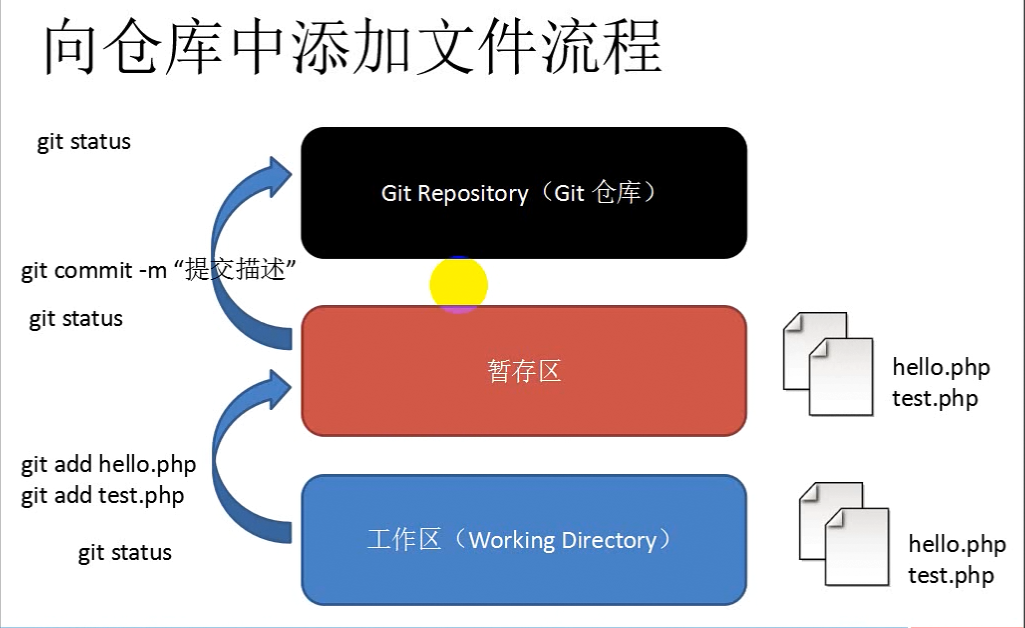 向仓库中添加文件流程
git status
Git Repository（Git 仓库）
git commit -m “提交描述”
git status
暂存区
hello.php
test.php
git add hello.php
git add test.php
git status
工作区（Working Directory）
hello.php
test.php